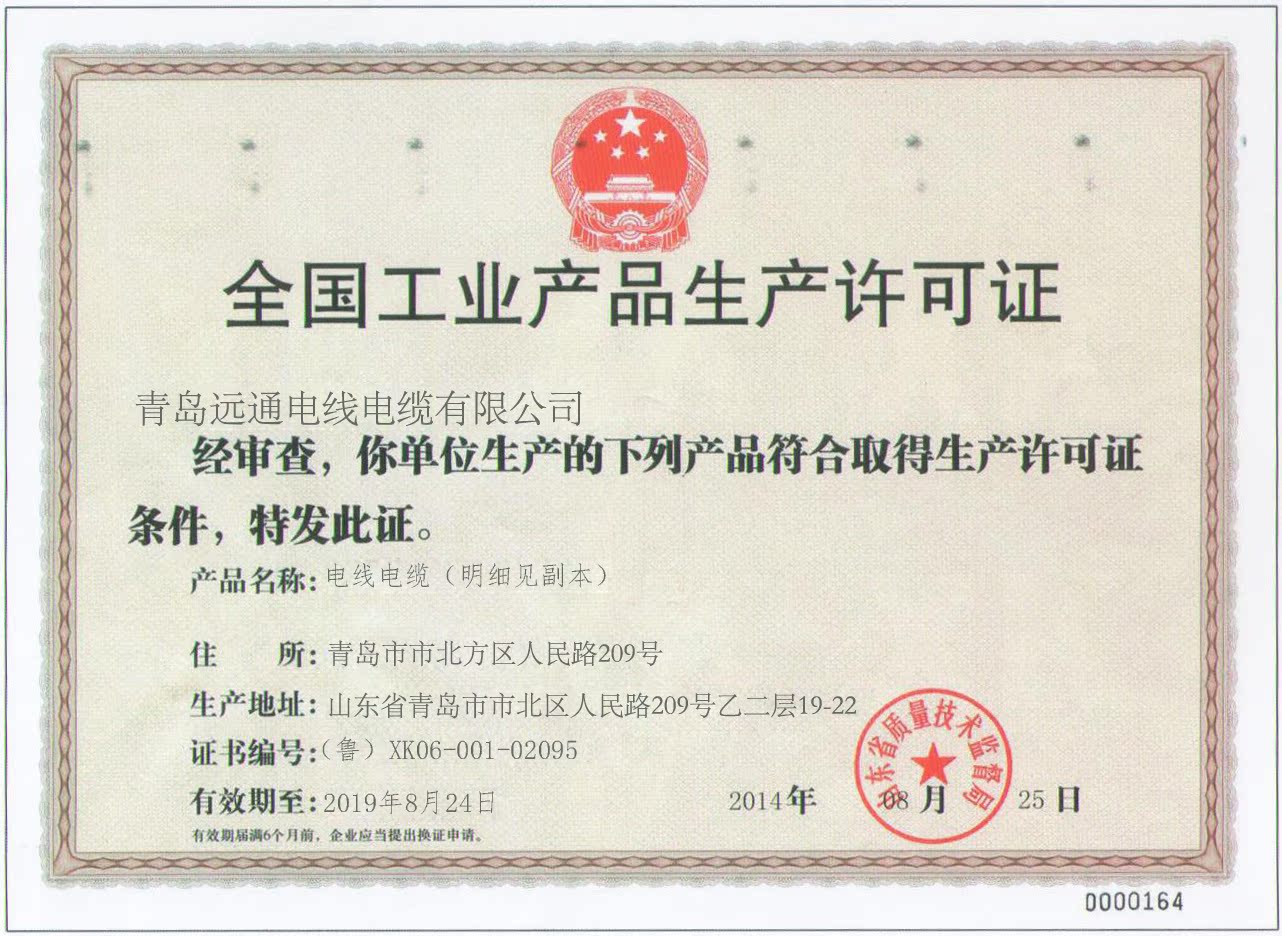 全国工业产品生产许可证
青岛远通电线电缆有限公司
经审查，你单位生产的下列产品符合取得生产许可证
条件，特发此证。
产品名称：电线电缆（明细见副本）
住 所：青岛市市北方区人民路209号
生产地址：山东省青岛市市北区人民路209号乙二层19-22
证书编号：（鲁）XK06-001-02095
有效期至：2019年8月24日
2014年 08 月 25 日
山东省质量技术监督局
有效期届满6个月前，企业应当提出换证申请。
0000164